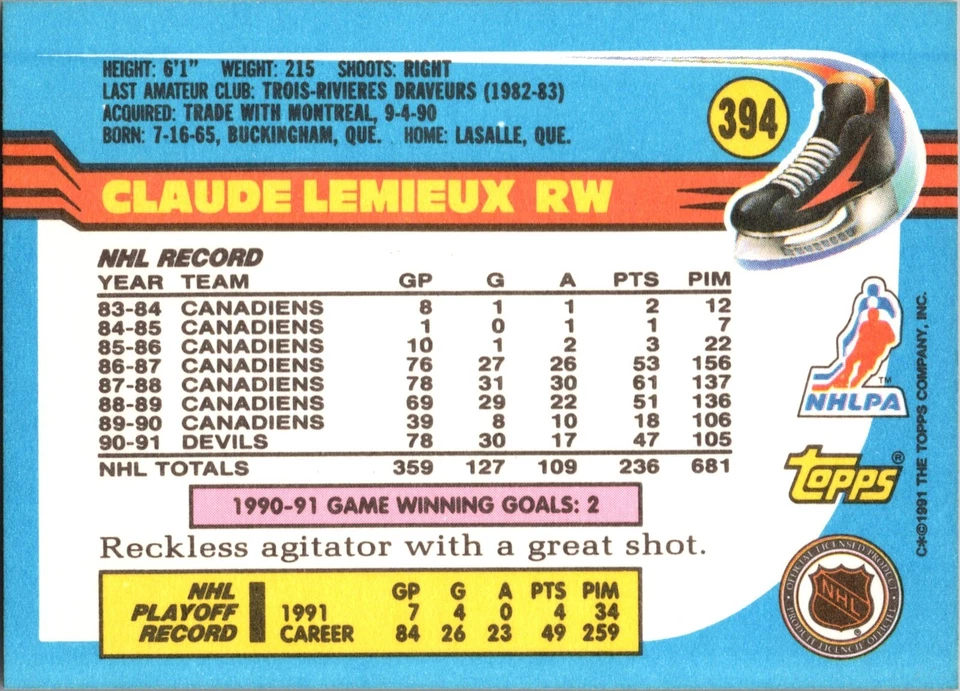 HEIGHT: 6'1" WEIGHT: 215 SHOOTS: RIGHT
LAST AMATEUR CLUB: TROIS-RIVIERES DRAVEURS (1982-83)
ACQUIRED: TRADE WITH MONTREAL, 9-4-90
BORN: 7-16-65, BUCKINGHAM, QUE. HOME: LASALLE, QUE.
394
CLAUDE LEMIEUX RW
NHL RECORD
YEAR TEAM GP G A PTS PIM
83-84 CANADIENS 8 1 1 2 12
84-85 CANADIENS 1 0 1 1 7
85-86 CANADIENS 10 1 2 3 22
86-87 CANADIENS 76 27 26 53 156
87-88 CANADIENS 78 31 30 61 137
88-89 CANADIENS 69 29 22 51 136
89-90 CANADIENS 39 8 10 18 106
90-91 DEVILS 78 30 17 47 105
NHL TOTALS 359 127 109 236 681
1990-91 GAME WINNING GOALS: 2
Reckless agitator with a great shot.
NHL PLAYOFF RECORD
GP G A PTS PIM
1991 7 4 0 4 34
CAREER 84 26 23 49 259
NHLPA
TM
topps®
C*©1991 THE TOPPS COMPANY, INC.
OFFICIAL LICENSED PRODUCT
NHL
®
PRODUIT LICENCIE OFFICIEL